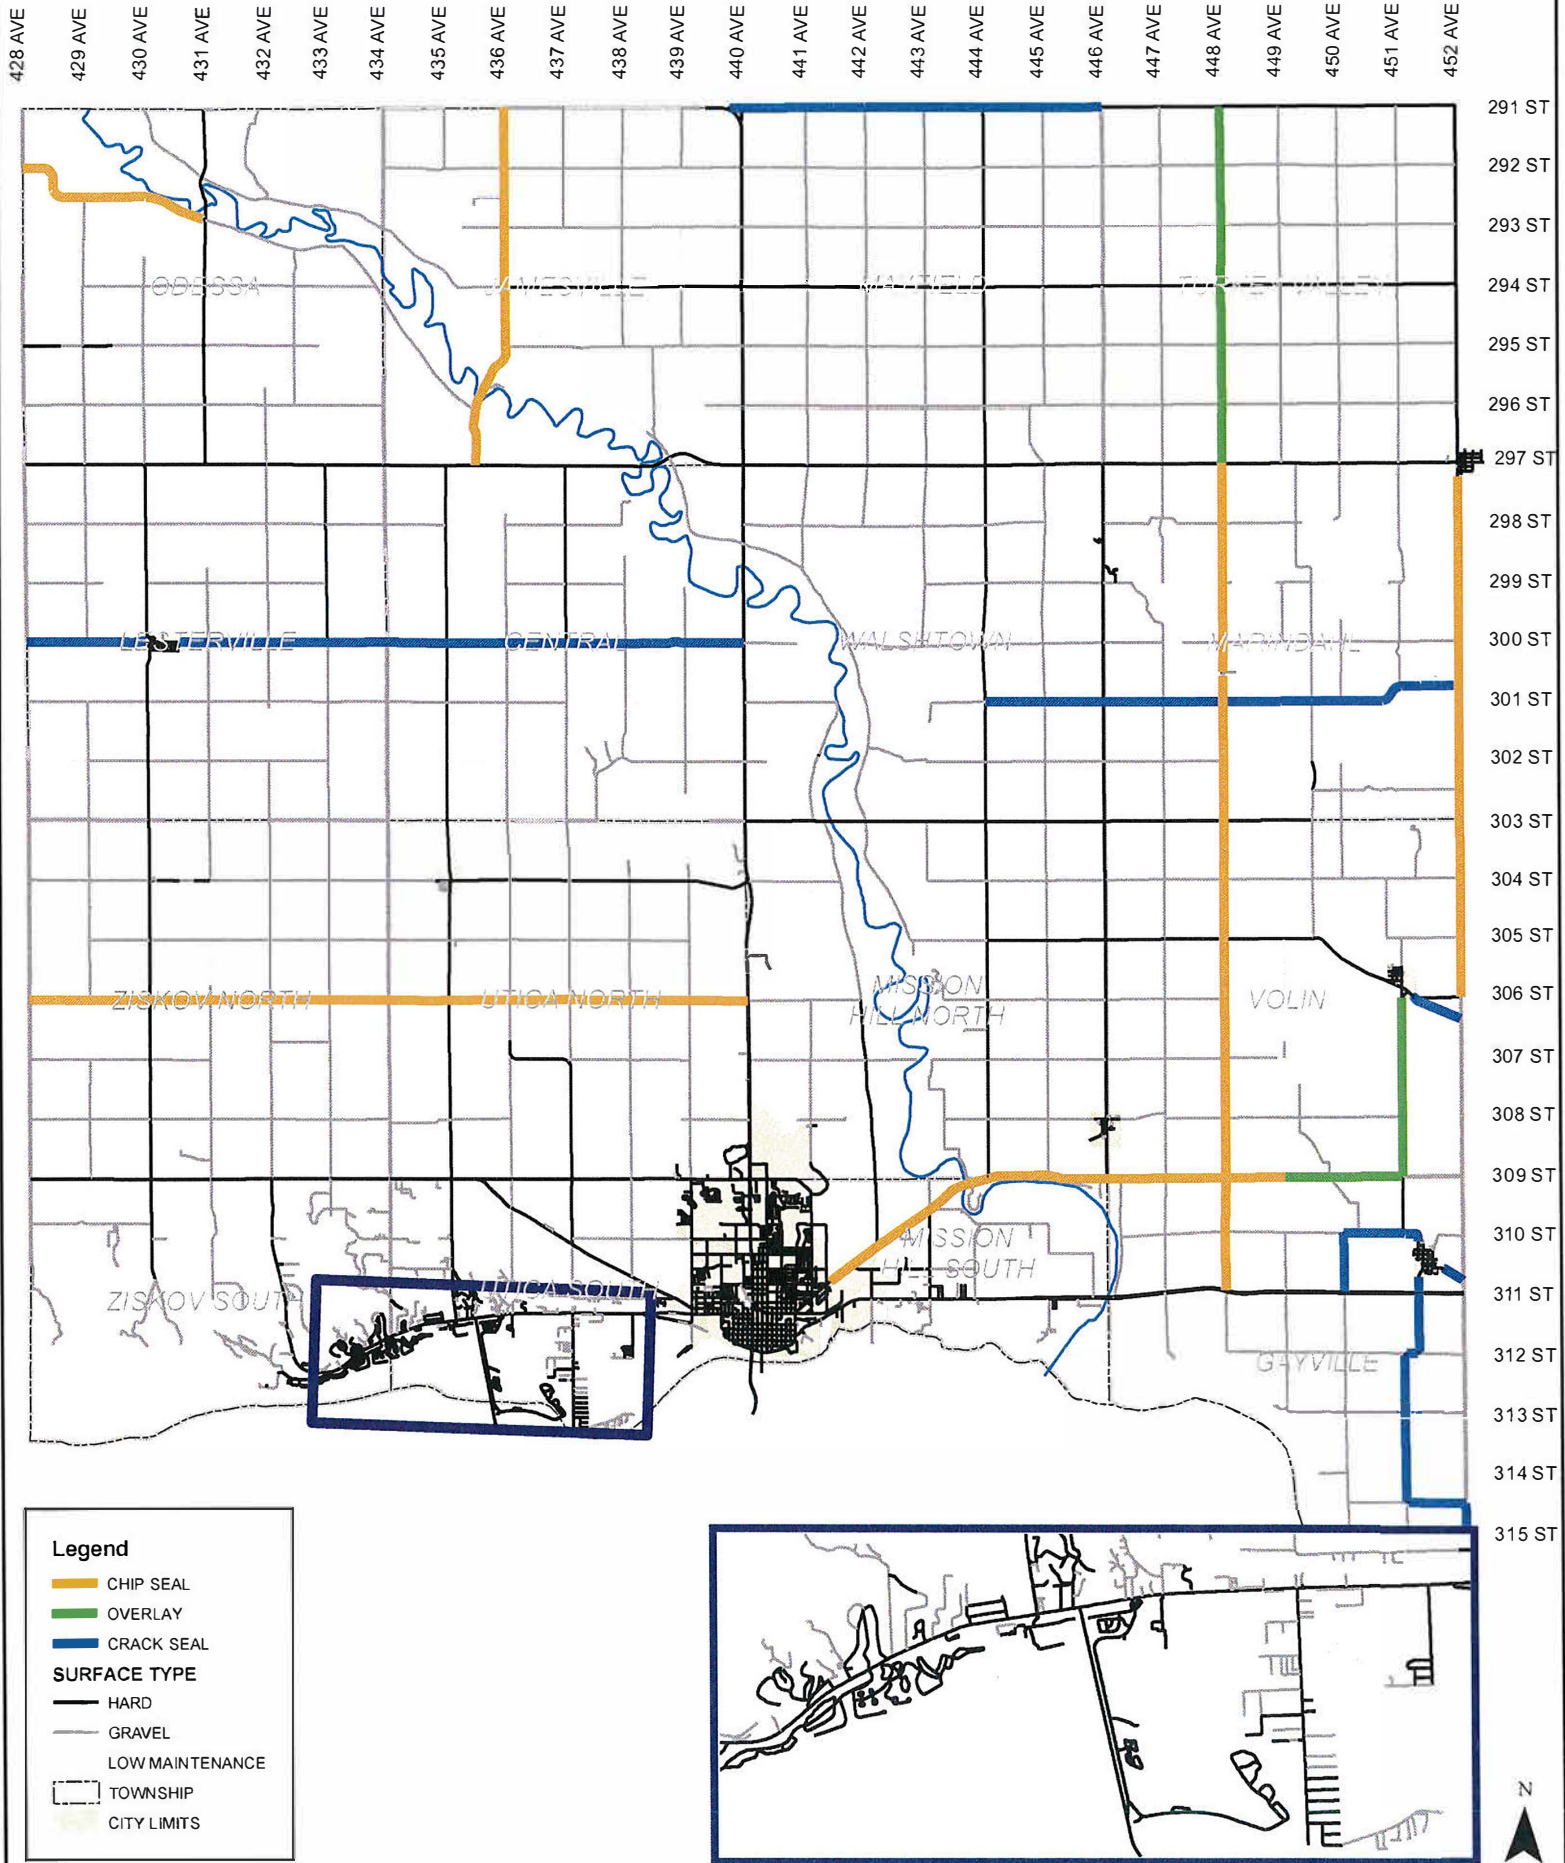 428 AVE
429 AVE
430 AVE
431 AVE
432 AVE
433 AVE
434 AVE
435 AVE
436 AVE
437 AVE
438 AVE
439 AVE
440 AVE
441 AVE
442 AVE
443 AVE
444 AVE
445 AVE
446 AVE
447 AVE
448 AVE
449 AVE
450 AVE
451 AVE
452 AVE
291 ST
292 ST
293 ST
ODESSA
JAMESVILLE
MAYFIELD
TURKEY VALLEY
294 ST
295 ST
296 ST
297 ST
298 ST
299 ST
LESTERVILLE
CENTRAL
WALSHTOWN
MARINDAHL
300 ST
301 ST
302 ST
303 ST
304 ST
305 ST
ZISKOV NORTH
UTICA NORTH
MISSION
HILL NORTH
VOLIN
306 ST
307 ST
308 ST
309 ST
310 ST
MISSION
HILL SOUTH
ZISKOV SOUTH
UTICA SOUTH
311 ST
312 ST
GAYVILLE
313 ST
314 ST
315 ST
Legend
CHIP SEAL
OVERLAY
CRACK SEAL
SURFACE TYPE
HARD
GRAVEL
LOW MAINTENANCE
TOWNSHIP
CITY LIMITS
N